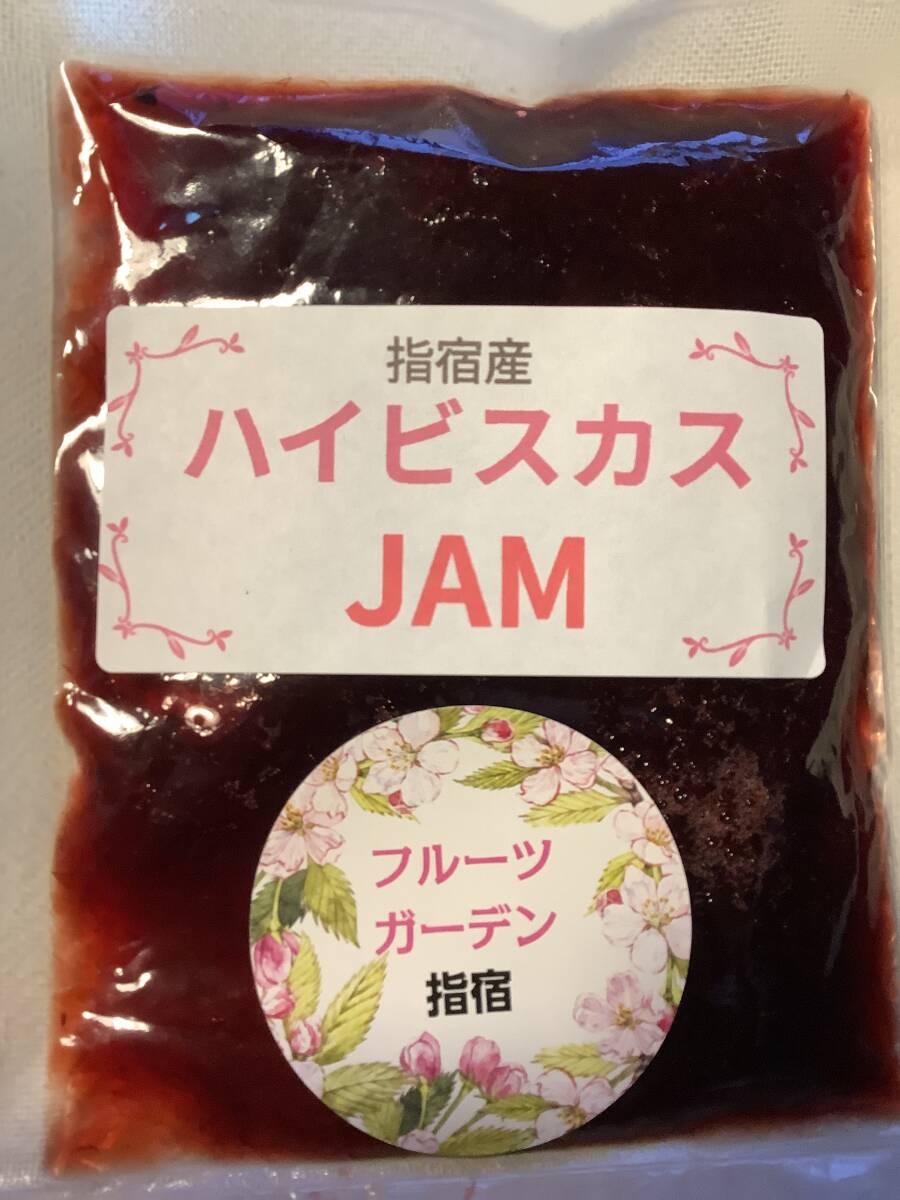 指宿産
ハイビスカス
JAM
フルーツ
ガーデン
指宿